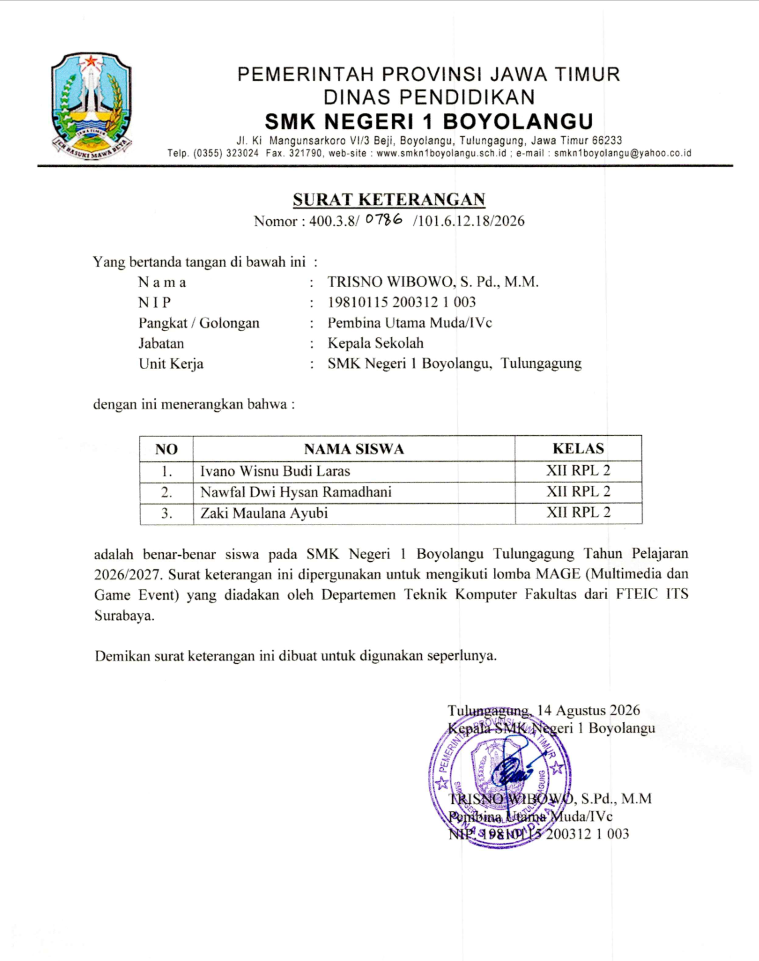 PEMERINTAH PROVINSI JAWA TIMUR
DINAS PENDIDIKAN
SMK NEGERI 1 BOYOLANGU
Jl. Ki Mangunsarkoro VI/3 Beji, Boyolangu, Tulungagung, Jawa Timur 66233
Telp. (0355) 323024 Fax. 321790, web-site : www.smkn1boyolangu.sch.id ; e-mail : smkn1boyolangu@yahoo.co.id
JAWA TIMUR
JER BASUKI MAWA BEYA
SURAT KETERANGAN
Nomor : 400.3.8/ 0786 /101.6.12.18/2026
Yang bertanda tangan di bawah ini :
N a m a : TRISNO WIBOWO, S. Pd., M.M.
N I P : 19810115 200312 1 003
Pangkat / Golongan : Pembina Utama Muda/IVc
Jabatan : Kepala Sekolah
Unit Kerja : SMK Negeri 1 Boyolangu, Tulungagung
dengan ini menerangkan bahwa :
NO NAMA SISWA KELAS
1. Ivano Wisnu Budi Laras XII RPL 2
2. Nawfal Dwi Hysan Ramadhani XII RPL 2
3. Zaki Maulana Ayubi XII RPL 2
adalah benar-benar siswa pada SMK Negeri 1 Boyolangu Tulungagung Tahun Pelajaran
2026/2027. Surat keterangan ini dipergunakan untuk mengikuti lomba MAGE (Multimedia dan
Game Event) yang diadakan oleh Departemen Teknik Komputer Fakultas dari FTEIC ITS
Surabaya.
Demikan surat keterangan ini dibuat untuk digunakan seperlunya.
Tulungagung, 14 Agustus 2026
Kepala SMK Negeri 1 Boyolangu
PEMERINTAH PROVINSI JAWA TIMUR
DINAS PENDIDIKAN
TRISNO WIBOWO, S.Pd., M.M
Pembina Utama Muda/IVc
NIP. 19810115 200312 1 003